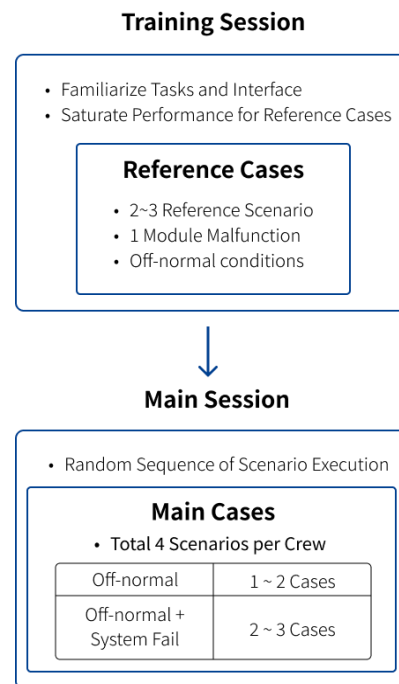 Training Session
• Familiarize Tasks and Interface
• Saturate Performance for Reference Cases
Reference Cases
• 2~3 Reference Scenario
• 1 Module Malfunction
• Off-normal conditions
Main Session
• Random Sequence of Scenario Execution
Main Cases
• Total 4 Scenarios per Crew
Off-normal 1 ~ 2 Cases
Off-normal +
System Fail 2 ~ 3 Cases